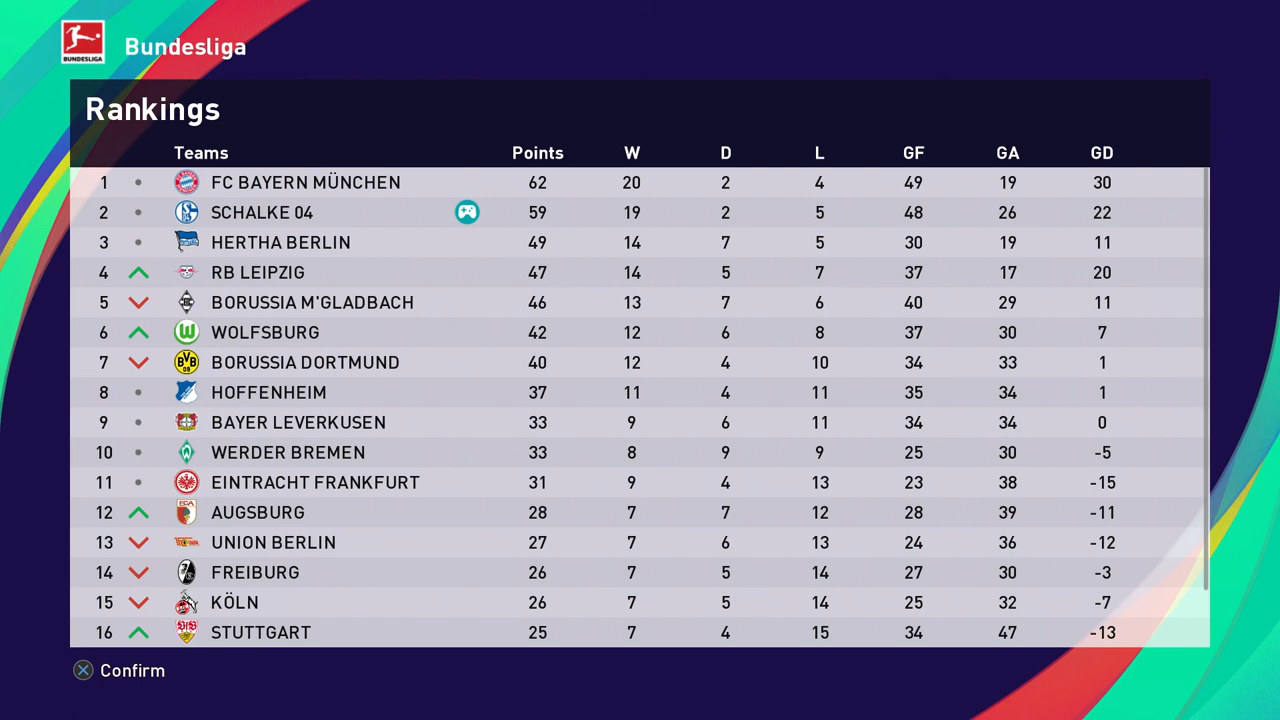 BUNDESLIGA
Bundesliga
Rankings
Teams Points W D L GF GA GD
1 FC BAYERN MÜNCHEN 62 20 2 4 49 19 30
2 SCHALKE 04 59 19 2 5 48 26 22
3 HERTHA BERLIN 49 14 7 5 30 19 11
4 RB LEIPZIG 47 14 5 7 37 17 20
5 BORUSSIA M'GLADBACH 46 13 7 6 40 29 11
6 WOLFSBURG 42 12 6 8 37 30 7
7 BORUSSIA DORTMUND 40 12 4 10 34 33 1
8 HOFFENHEIM 37 11 4 11 35 34 1
9 BAYER LEVERKUSEN 33 9 6 11 34 34 0
10 WERDER BREMEN 33 8 9 9 25 30 -5
11 EINTRACHT FRANKFURT 31 9 4 13 23 38 -15
12 AUGSBURG 28 7 7 12 28 39 -11
13 UNION BERLIN 27 7 6 13 24 36 -12
14 FREIBURG 26 7 5 14 27 30 -3
15 KÖLN 26 7 5 14 25 32 -7
16 STUTTGART 25 7 4 15 34 47 -13
Confirm